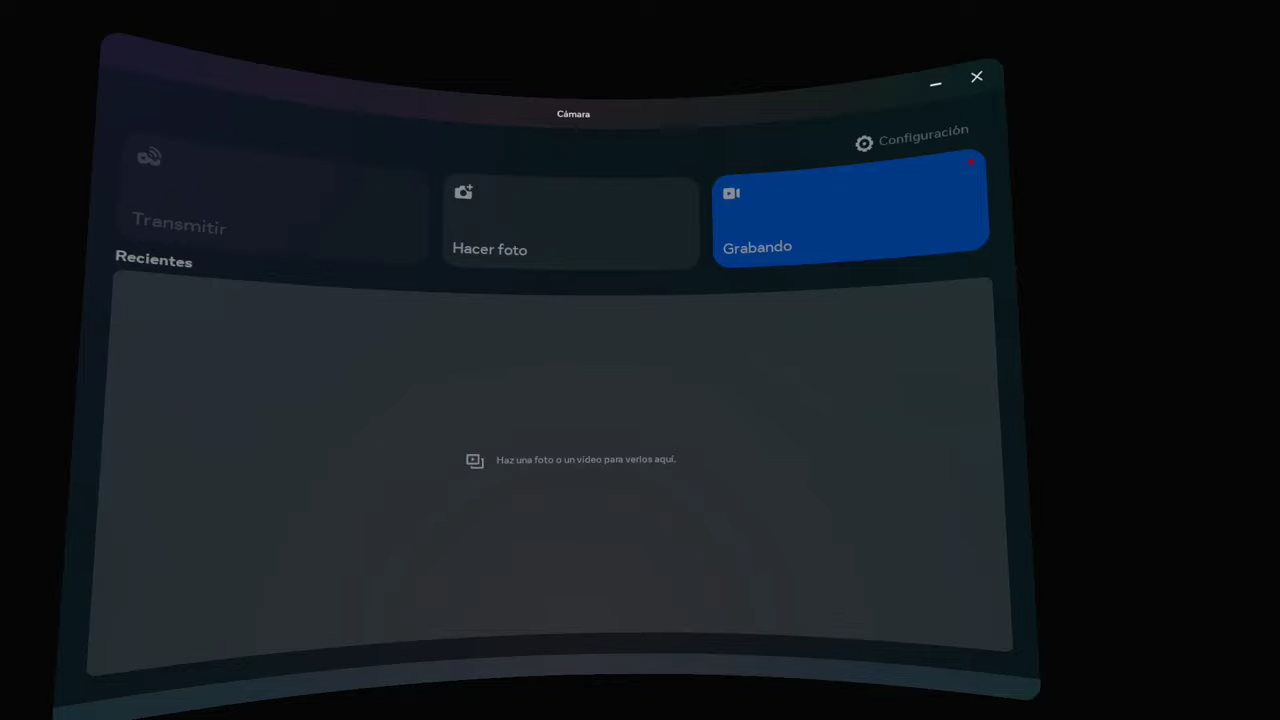 Cámara
Configuración
Transmitir
Hacer foto
Grabando
Recientes
Haz una foto o un vídeo para verlos aquí.